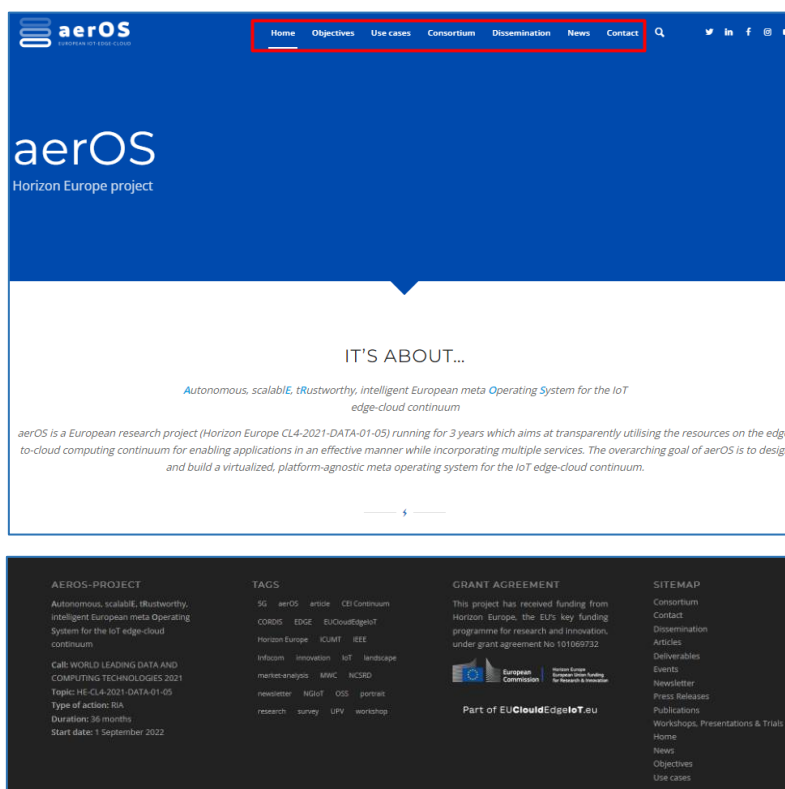 aerOS
EUROPEAN IOT-EDGE-CLOUD
Home Objectives Use cases Consortium Dissemination News Contact
aerOS
Horizon Europe project
IT'S ABOUT...
Autonomous, scalablE, tRustworthy, intelligent European meta Operating System for the IoT
edge-cloud continuum
aerOS is a European research project (Horizon Europe CL4-2021-DATA-01-05) running for 3 years which aims at transparently utilising the resources on the edge
to-cloud computing continuum for enabling applications in an effective manner while incorporating multiple services. The overarching goal of aerOS is to desig
and build a virtualized, platform-agnostic meta operating system for the IoT edge-cloud continuum.
AEROS-PROJECT
Autonomous, scalablE, tRustworthy,
intelligent European meta Operating
System for the IoT edge-cloud
continuum
Call: WORLD LEADING DATA AND
COMPUTING TECHNOLOGIES 2021
Topic: HE-CL4-2021-DATA-01-05
Type of action: RIA
Duration: 36 months
Start date: 1 September 2022
TAGS
5G aerOS article CEI Continuum
CORDIS EDGE EUCloudEdgeIoT
Horizon Europe ICUMT IEEE
Infocom innovation IoT landscape
market-analysis MWC NCSRD
newsletter NGIoT OSS portrait
research survey UPV workshop
GRANT AGREEMENT
This project has received funding from
Horizon Europe, the EU's key funding
programme for research and innovation,
under grant agreement No 101069732
European
Commission
Horizon Europe
European Union Funding
for Research & Innovation
Part of EUClouldEdgeIoT.eu
SITEMAP
Consortium
Contact
Dissemination
Articles
Deliverables
Events
Newsletter
Press Releases
Publications
Workshops, Presentations & Trials
Home
News
Objectives
Use cases